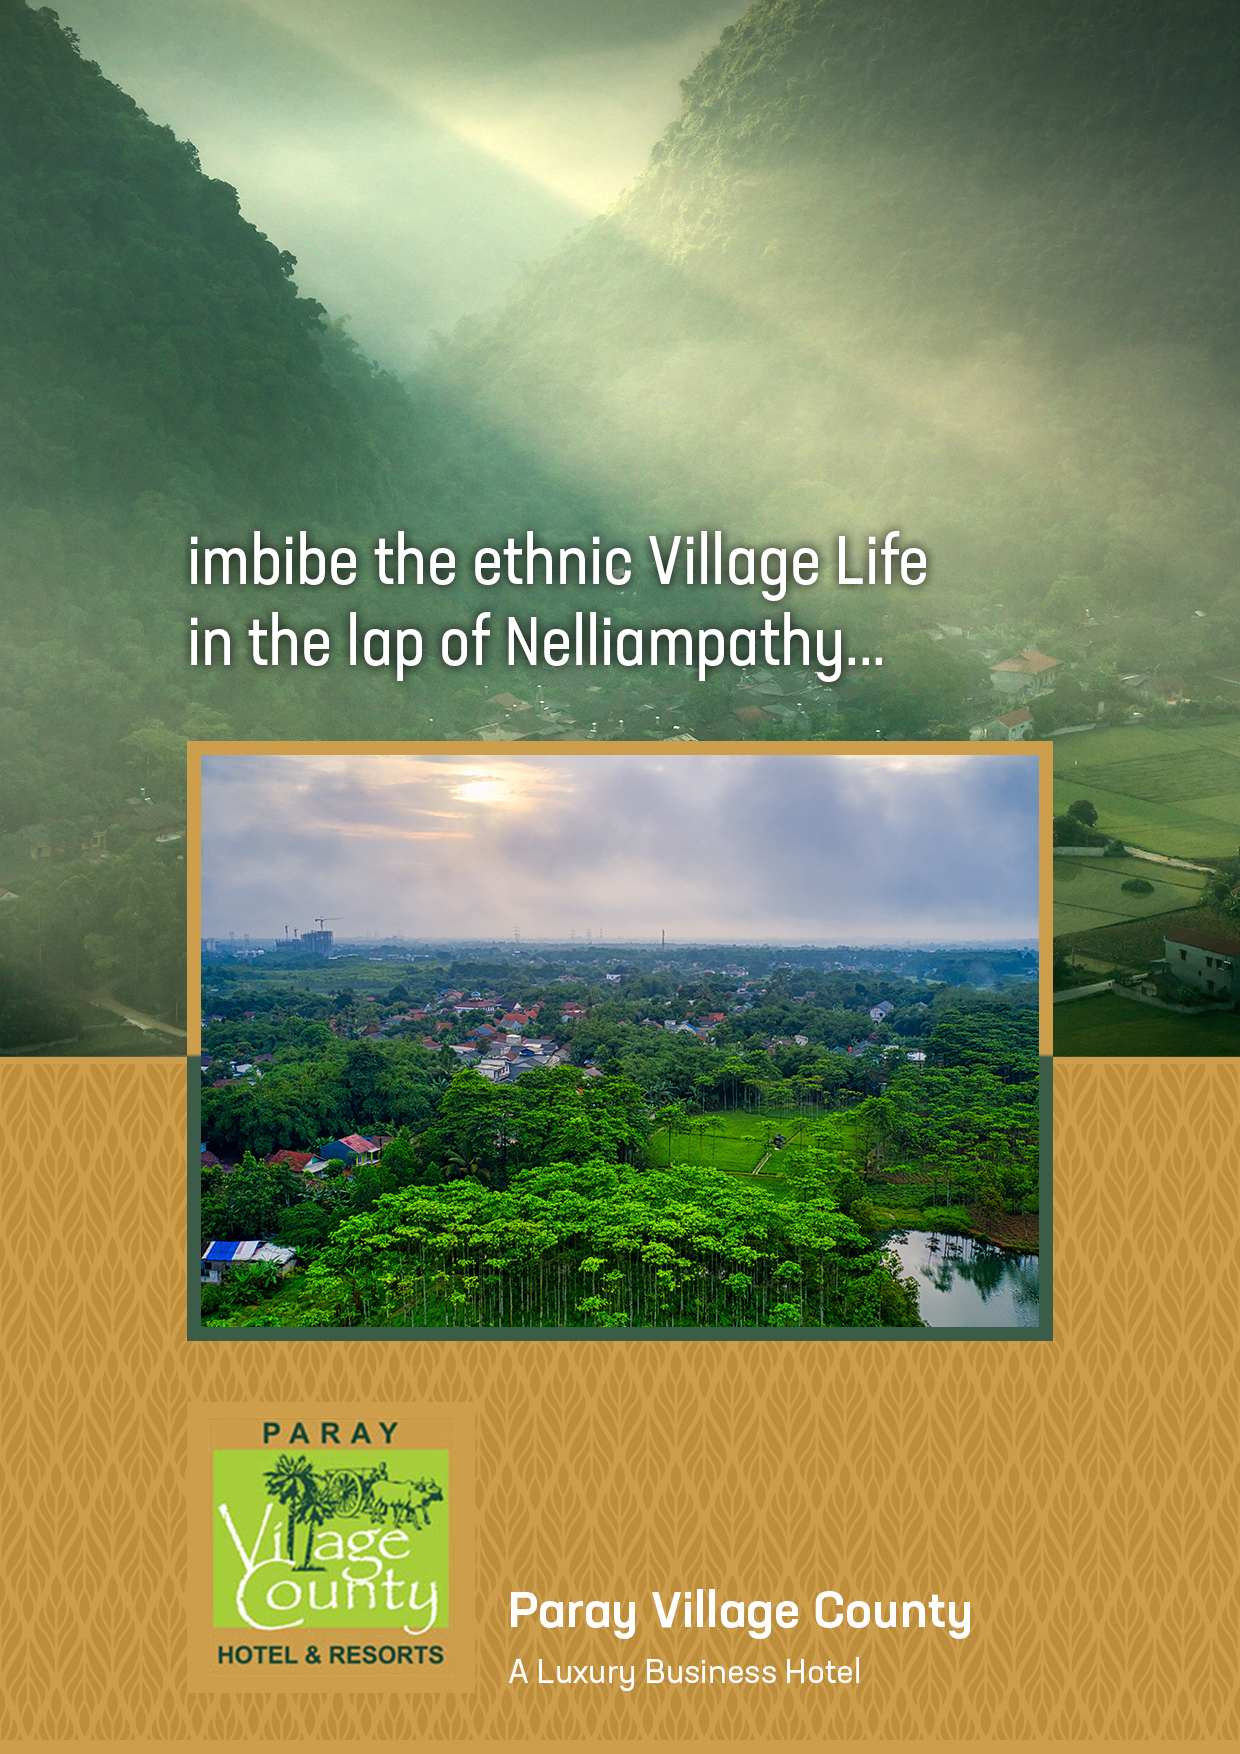 imbibe the ethnic Village Life
in the lap of Nelliampathy...
PARAY
Village
County
HOTEL & RESORTS
Paray Village County
A Luxury Business Hotel